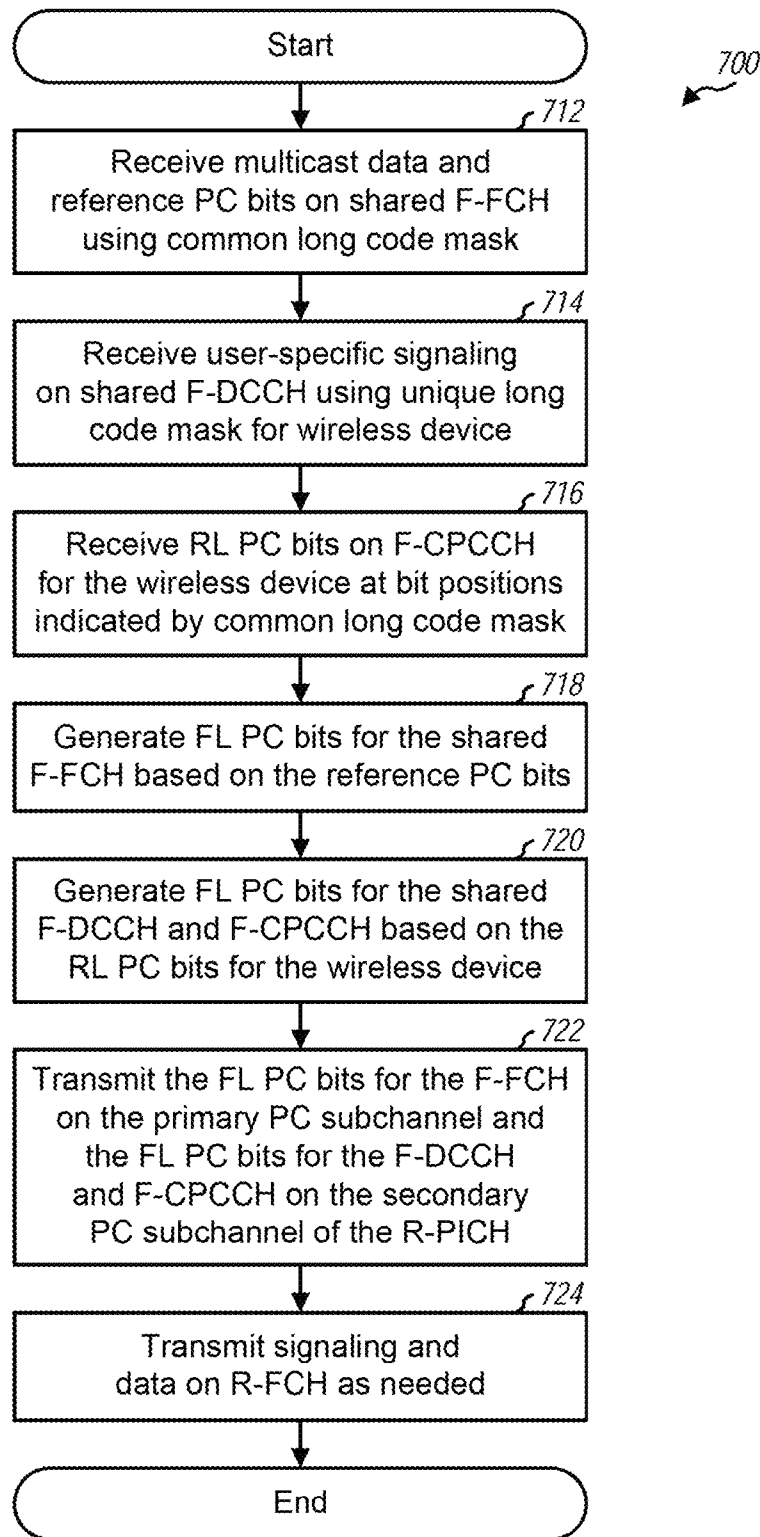 Start
700
712
Receive multicast data and
reference PC bits on shared F-FCH
using common long code mask
714
Receive user-specific signaling
on shared F-DCCH using unique long
code mask for wireless device
716
Receive RL PC bits on F-CPCCH
for the wireless device at bit positions
indicated by common long code mask
718
Generate FL PC bits for the shared
F-FCH based on the reference PC bits
720
Generate FL PC bits for the shared
F-DCCH and F-CPCCH based on the
RL PC bits for the wireless device
722
Transmit the FL PC bits for the F-FCH
on the primary PC subchannel and
the FL PC bits for the F-DCCH
and F-CPCCH on the secondary
PC subchannel of the R-PICH
724
Transmit signaling and
data on R-FCH as needed
End